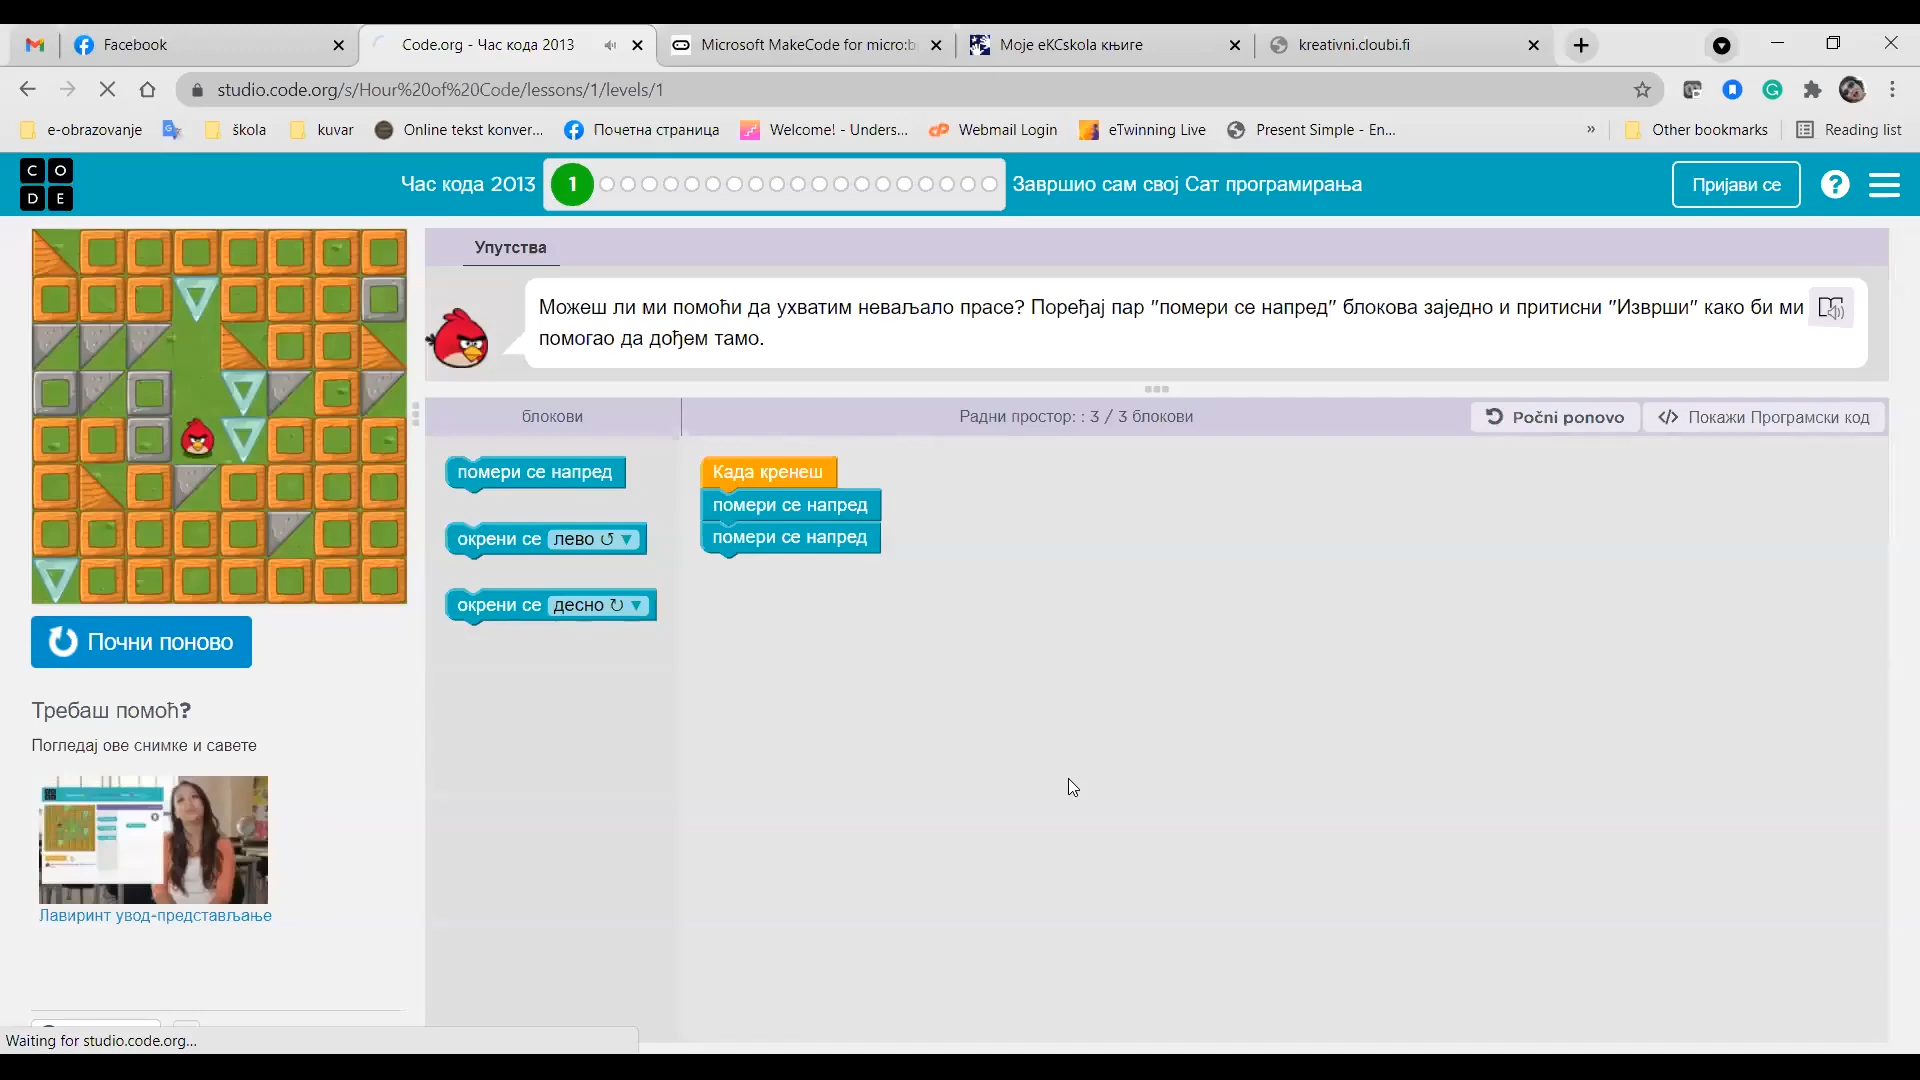 Facebook
Code.org - Час кода 2013
Microsoft MakeCode for micro:b
Моје еКСskola књиге
kreativni.cloubi.fi
studio.code.org/s/Hour%20of%20Code/lessons/1/levels/1
e-obrazovanje
škola
kuvar
Online tekst konver...
Почетна страница
Welcome! - Unders...
Webmail Login
eTwinning Live
Present Simple - En...
»
Other bookmarks
Reading list
C O
D E
Час кода 2013
1
Завршио сам свој Сат програмирања
Пријави се
?
Упутства
Можеш ли ми помоћи да ухватим неваљало прасе? Поређај пар "помери се напред" блокова заједно и притисни "Изврши" како би ми
помогао да дођем тамо.
блокови
Радни простор: : 3 / 3 блокови
Počni ponovo
Покажи Програмски код
помери се напред
окрени се лево ↺ ▼
окрени се десно ↻ ▼
Када кренеш
помери се напред
помери се напред
Почни поново
Требаш помоћ?
Погледај ове снимке и савете
Лавиринт увод-представљање
Waiting for studio.code.org...